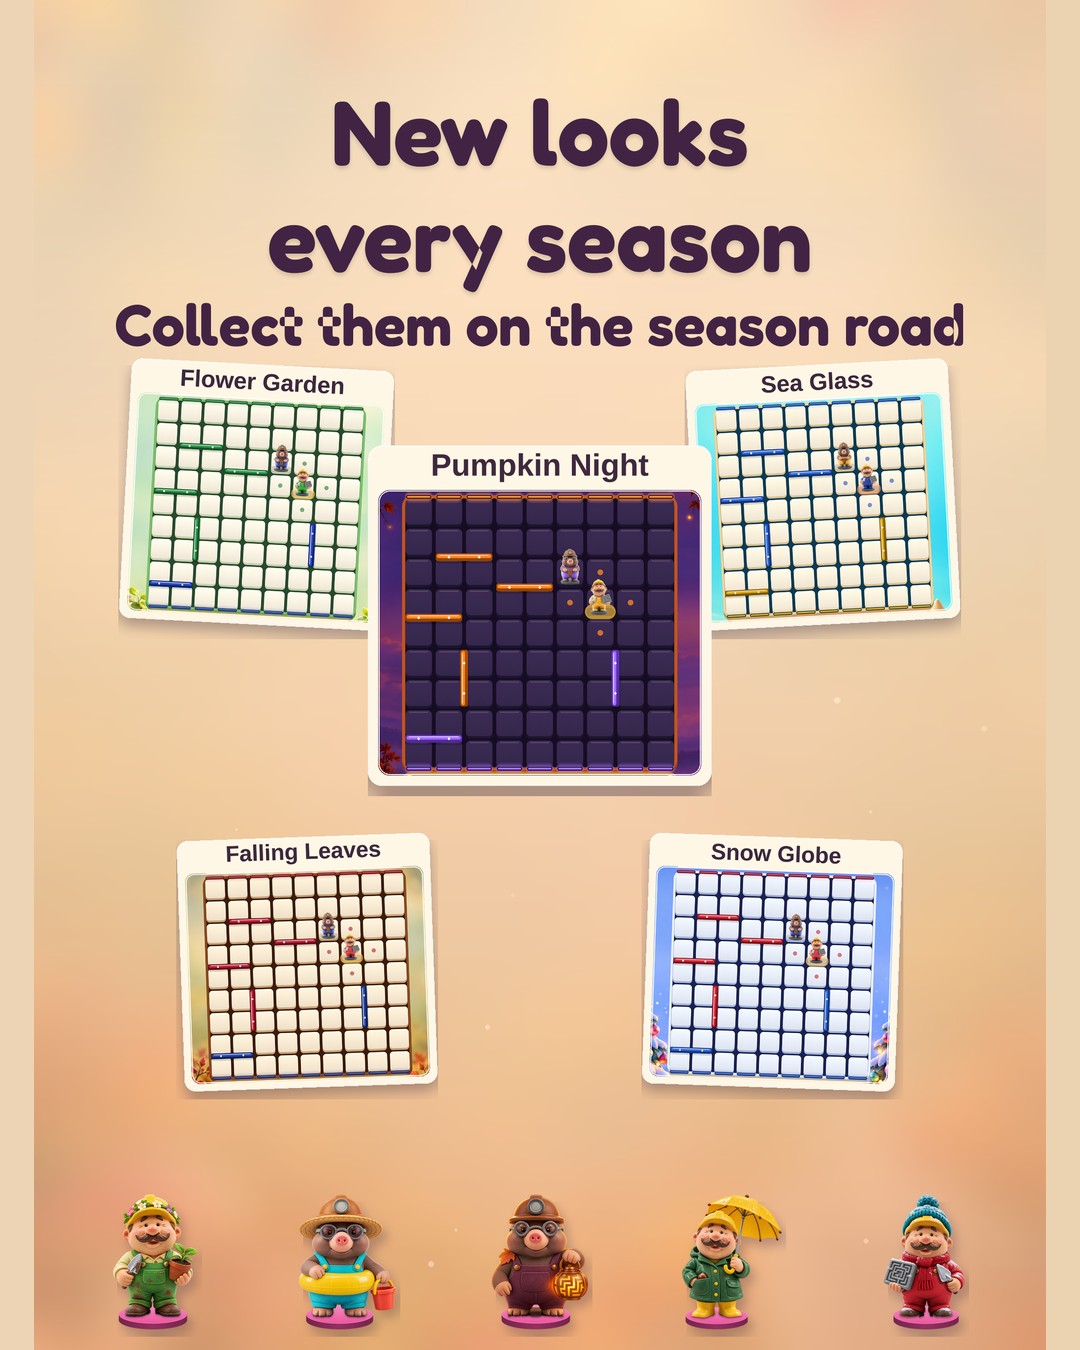 New looks
every season
Collect them on the season road
Flower Garden
Sea Glass
Pumpkin Night
Falling Leaves
Snow Globe